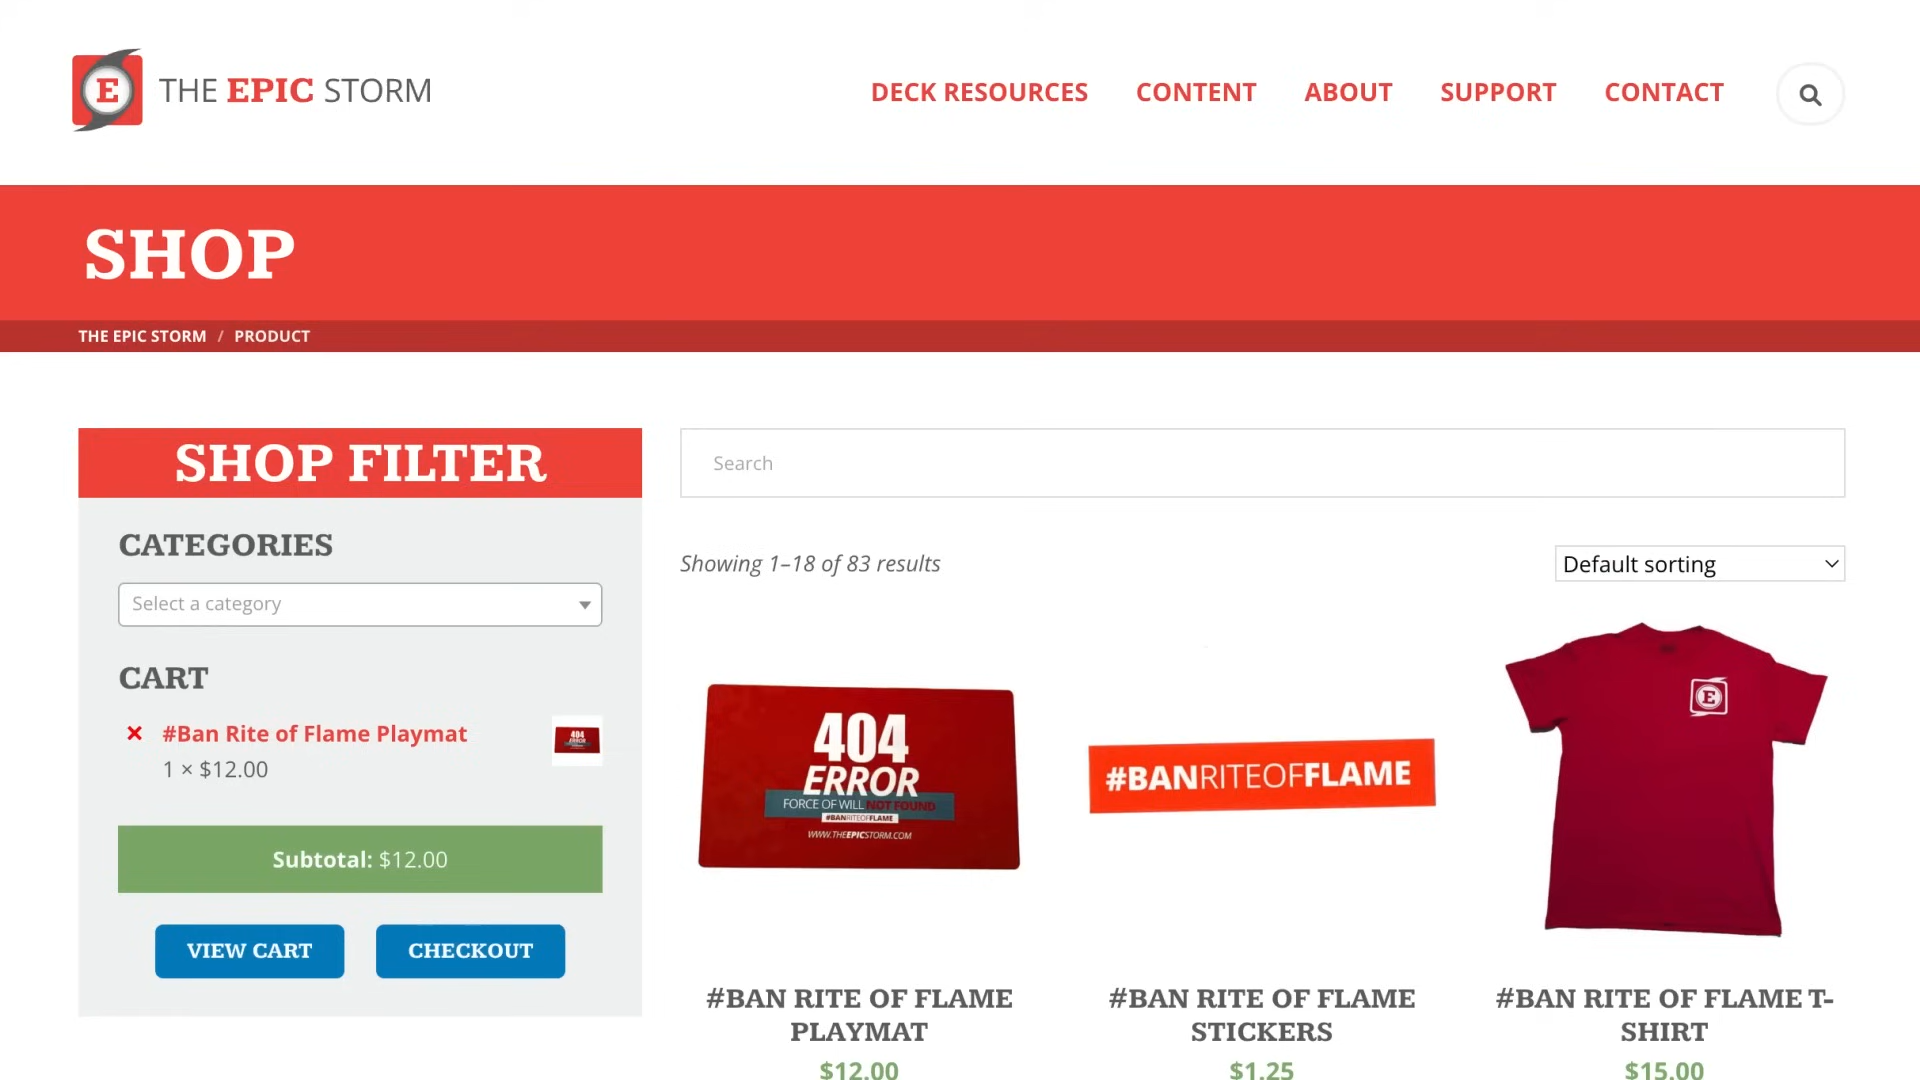 E THE EPIC STORM
DECK RESOURCES CONTENT ABOUT SUPPORT CONTACT
SHOP
THE EPIC STORM / PRODUCT
SHOP FILTER
CATEGORIES
Select a category
CART
#Ban Rite of Flame Playmat
1 × $12.00
404
ERROR
Subtotal: $12.00
VIEW CART CHECKOUT
Search
Showing 1–18 of 83 results
Default sorting
404
ERROR
FORCE OF WILL NOT FOUND
#BANRITEOFFLAME
WWW.THEEPICSTORM.COM
#BAN RITE OF FLAME
PLAYMAT
$12.00
#BANRITEOFFLAME
#BAN RITE OF FLAME
STICKERS
$1.25
E
#BAN RITE OF FLAME T-
SHIRT
$15.00